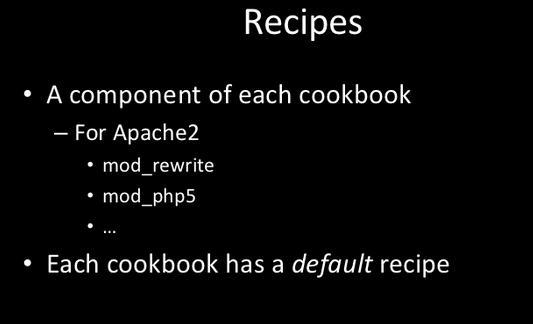 Recipes
• A component of each cookbook
– For Apache2
• mod_rewrite
• mod_php5
• ...
• Each cookbook has a default recipe